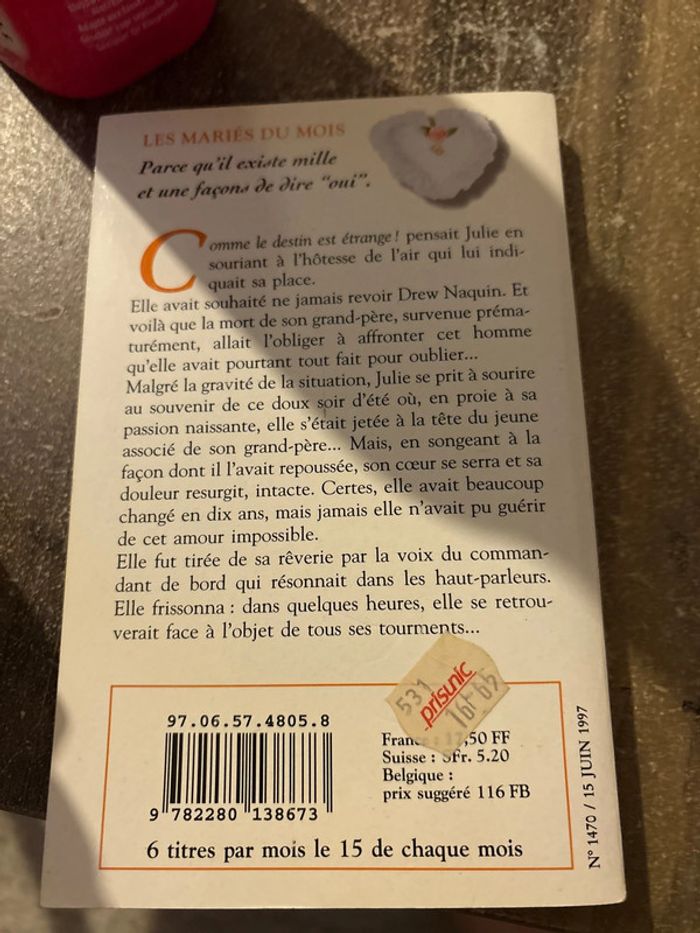 LES MARIÉS DU MOIS
Parce qu'il existe mille
et une façons de dire "oui".
Comme le destin est étrange ! pensait Julie en
souriant à l'hôtesse de l'air qui lui indi-
quait sa place.
Elle avait souhaité ne jamais revoir Drew Naquin. Et
voilà que la mort de son grand-père, survenue préma-
turément, allait l'obliger à affronter cet homme
qu'elle avait pourtant tout fait pour oublier...
Malgré la gravité de la situation, Julie se prit à sourire
au souvenir de ce doux soir d'été où, en proie à sa
passion naissante, elle s'était jetée à la tête du jeune
associé de son grand-père... Mais, en songeant à la
façon dont il l'avait repoussée, son cœur se serra et sa
douleur resurgit, intacte. Certes, elle avait beaucoup
changé en dix ans, mais jamais elle n'avait pu guérir
de cet amour impossible.
Elle fut tirée de sa rêverie par la voix du comman-
dant de bord qui résonnait dans les haut-parleurs.
Elle frissonna : dans quelques heures, elle se retrou-
verait face à l'objet de tous ses tourments...
531
prisunic
97.06.57.4805.8
9 782280 138673
,50 FF
Suisse : SFr. 5.20
Belgique :
prix suggéré 116 FB
6 titres par mois le 15 de chaque mois
N° 1470 / 15 JUIN 1997